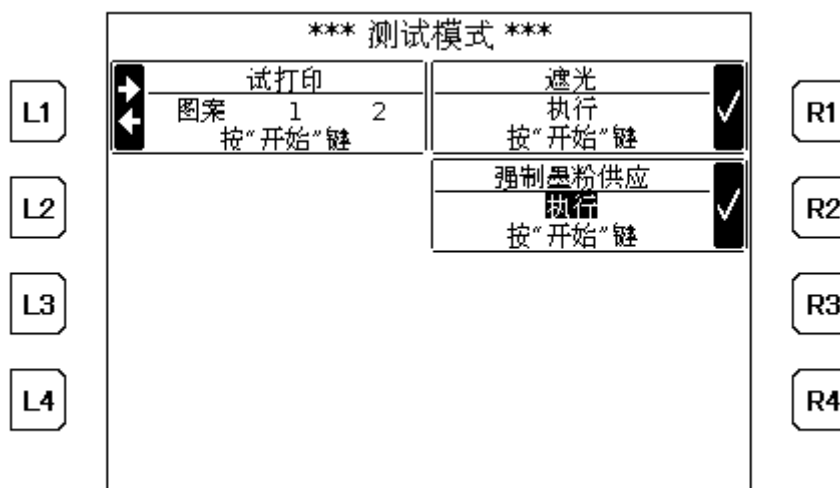 *** 测试模式 ***
L1
试打印
图案 1 2
按“开始”键
遮光
执行
按“开始”键
R1
L2
强制墨粉供应
执行
按“开始”键
R2
L3
R3
L4
R4